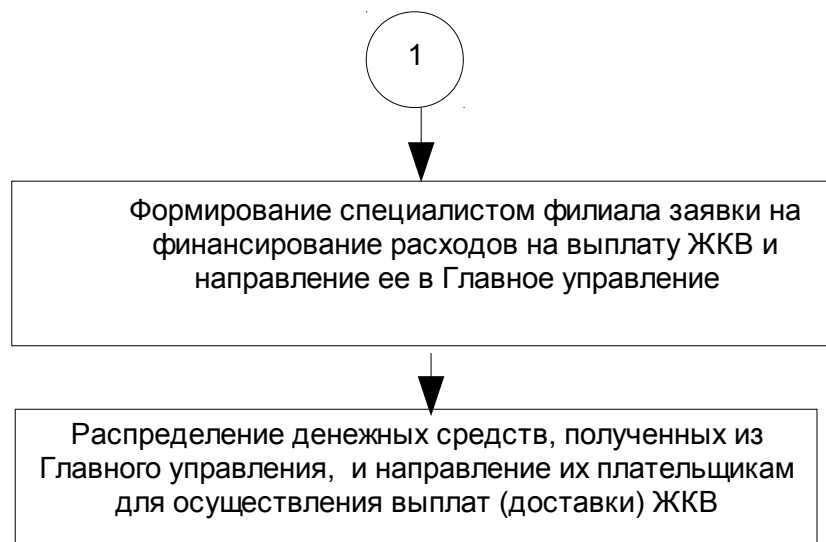 1
Формирование специалистом филиала заявки на
финансирование расходов на выплату ЖКВ и
направление ее в Главное управление
Распределение денежных средств, полученных из
Главного управления, и направление их плательщикам
для осуществления выплат (доставки) ЖКВ